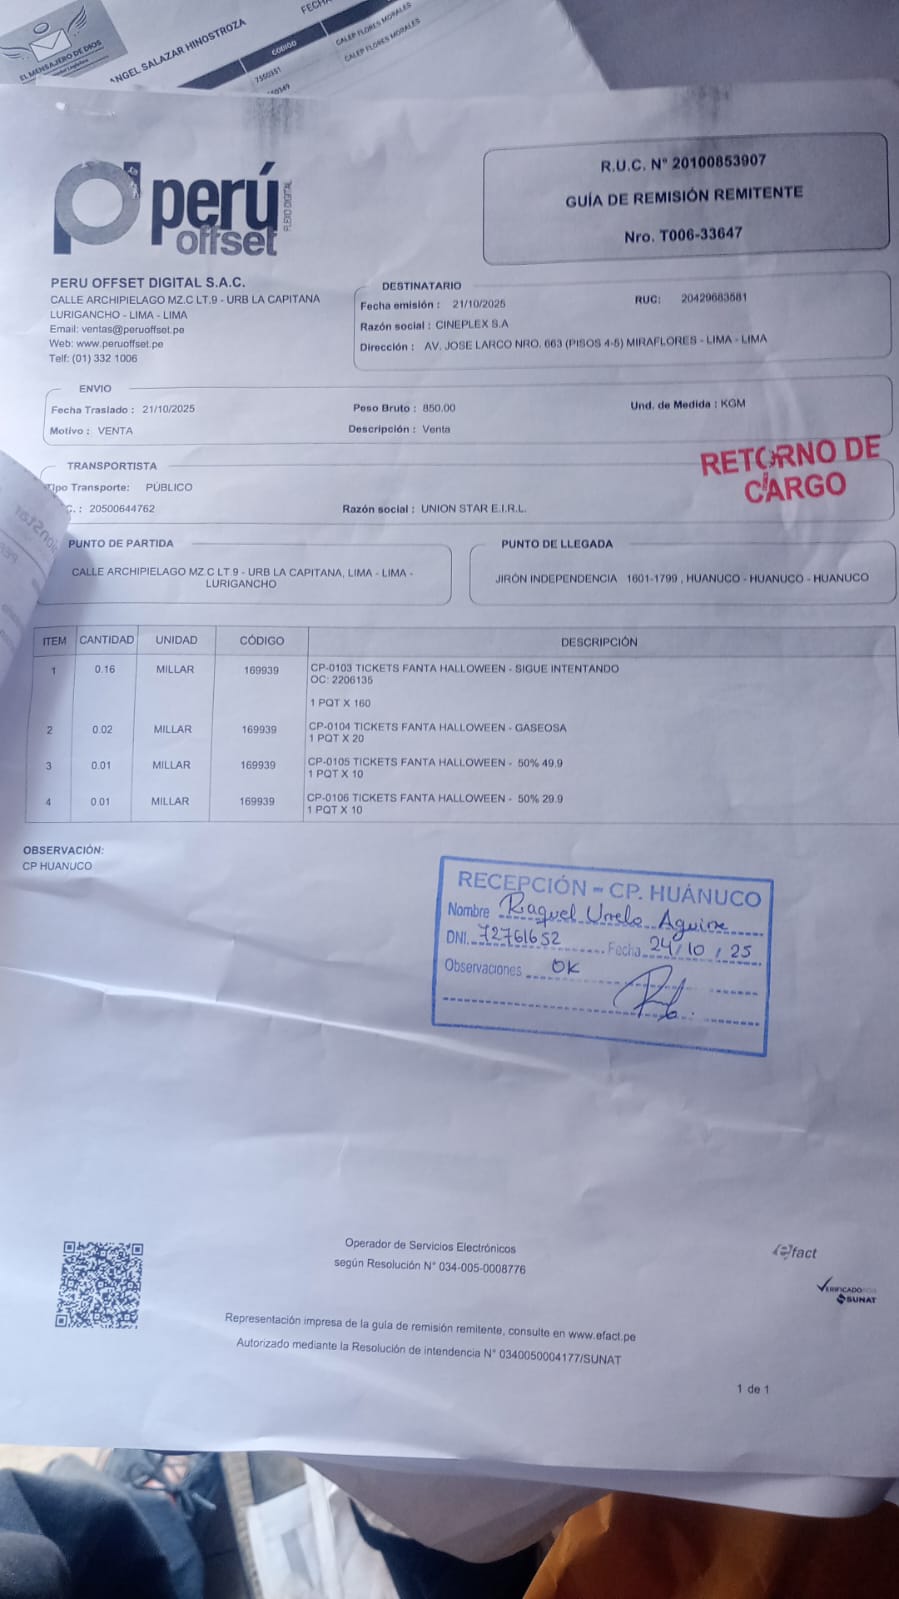 EL MENSAJERO DE DIOS
ANGEL SALAZAR HINOSTROZA
CODIGO
CALEP FLORES MORALES
7550351
CALEP FLORES MORALES
perú
offset
FLEXO DIGITAL
R.U.C. N° 20100853907
GUÍA DE REMISIÓN REMITENTE
Nro. T006-33647
PERU OFFSET DIGITAL S.A.C.
CALLE ARCHIPIELAGO MZ.C LT.9 - URB LA CAPITANA
LURIGANCHO - LIMA - LIMA
Email: ventas@peruoffset.pe
Web: www.peruoffset.pe
Telf: (01) 332 1006
DESTINATARIO
Fecha emisión : 21/10/2025 RUC: 20429683581
Razón social : CINEPLEX S.A
Dirección : AV. JOSE LARCO NRO. 663 (PISOS 4-5) MIRAFLORES - LIMA - LIMA
ENVIO
Fecha Traslado : 21/10/2025 Peso Bruto : 850.00 Und. de Medida : KGM
Motivo : VENTA Descripción : Venta
RETORNO DE
CARGO
TRANSPORTISTA
Tipo Transporte: PÚBLICO
C. : 20500644762 Razón social : UNION STAR E.I.R.L.
PUNTO DE PARTIDA
CALLE ARCHIPIELAGO MZ.C LT.9 - URB LA CAPITANA, LIMA - LIMA -
LURIGANCHO
PUNTO DE LLEGADA
JIRÓN INDEPENDENCIA 1601-1799 , HUANUCO - HUANUCO - HUANUCO
ITEM CANTIDAD UNIDAD CÓDIGO DESCRIPCIÓN
1 0.16 MILLAR 169939 CP-0103 TICKETS FANTA HALLOWEEN - SIGUE INTENTANDO
OC: 2206135
1 PQT X 160
2 0.02 MILLAR 169939 CP-0104 TICKETS FANTA HALLOWEEN - GASEOSA
1 PQT X 20
3 0.01 MILLAR 169939 CP-0105 TICKETS FANTA HALLOWEEN - 50% 49.9
1 PQT X 10
4 0.01 MILLAR 169939 CP-0106 TICKETS FANTA HALLOWEEN - 50% 29.9
1 PQT X 10
OBSERVACIÓN:
CP HUANUCO
RECEPCIÓN - CP. HUÁNUCO
Nombre Raquel Urrelo Aguirre
DNI. 72761652 Fecha 24/10/25
Observaciones OK
Operador de Servicios Electrónicos
según Resolución N° 034-005-0008776
efact
VERIFICADO
SUNAT
Representación impresa de la guía de remisión remitente, consulte en www.efact.pe
Autorizado mediante la Resolución de intendencia N° 0340050004177/SUNAT
1 de 1